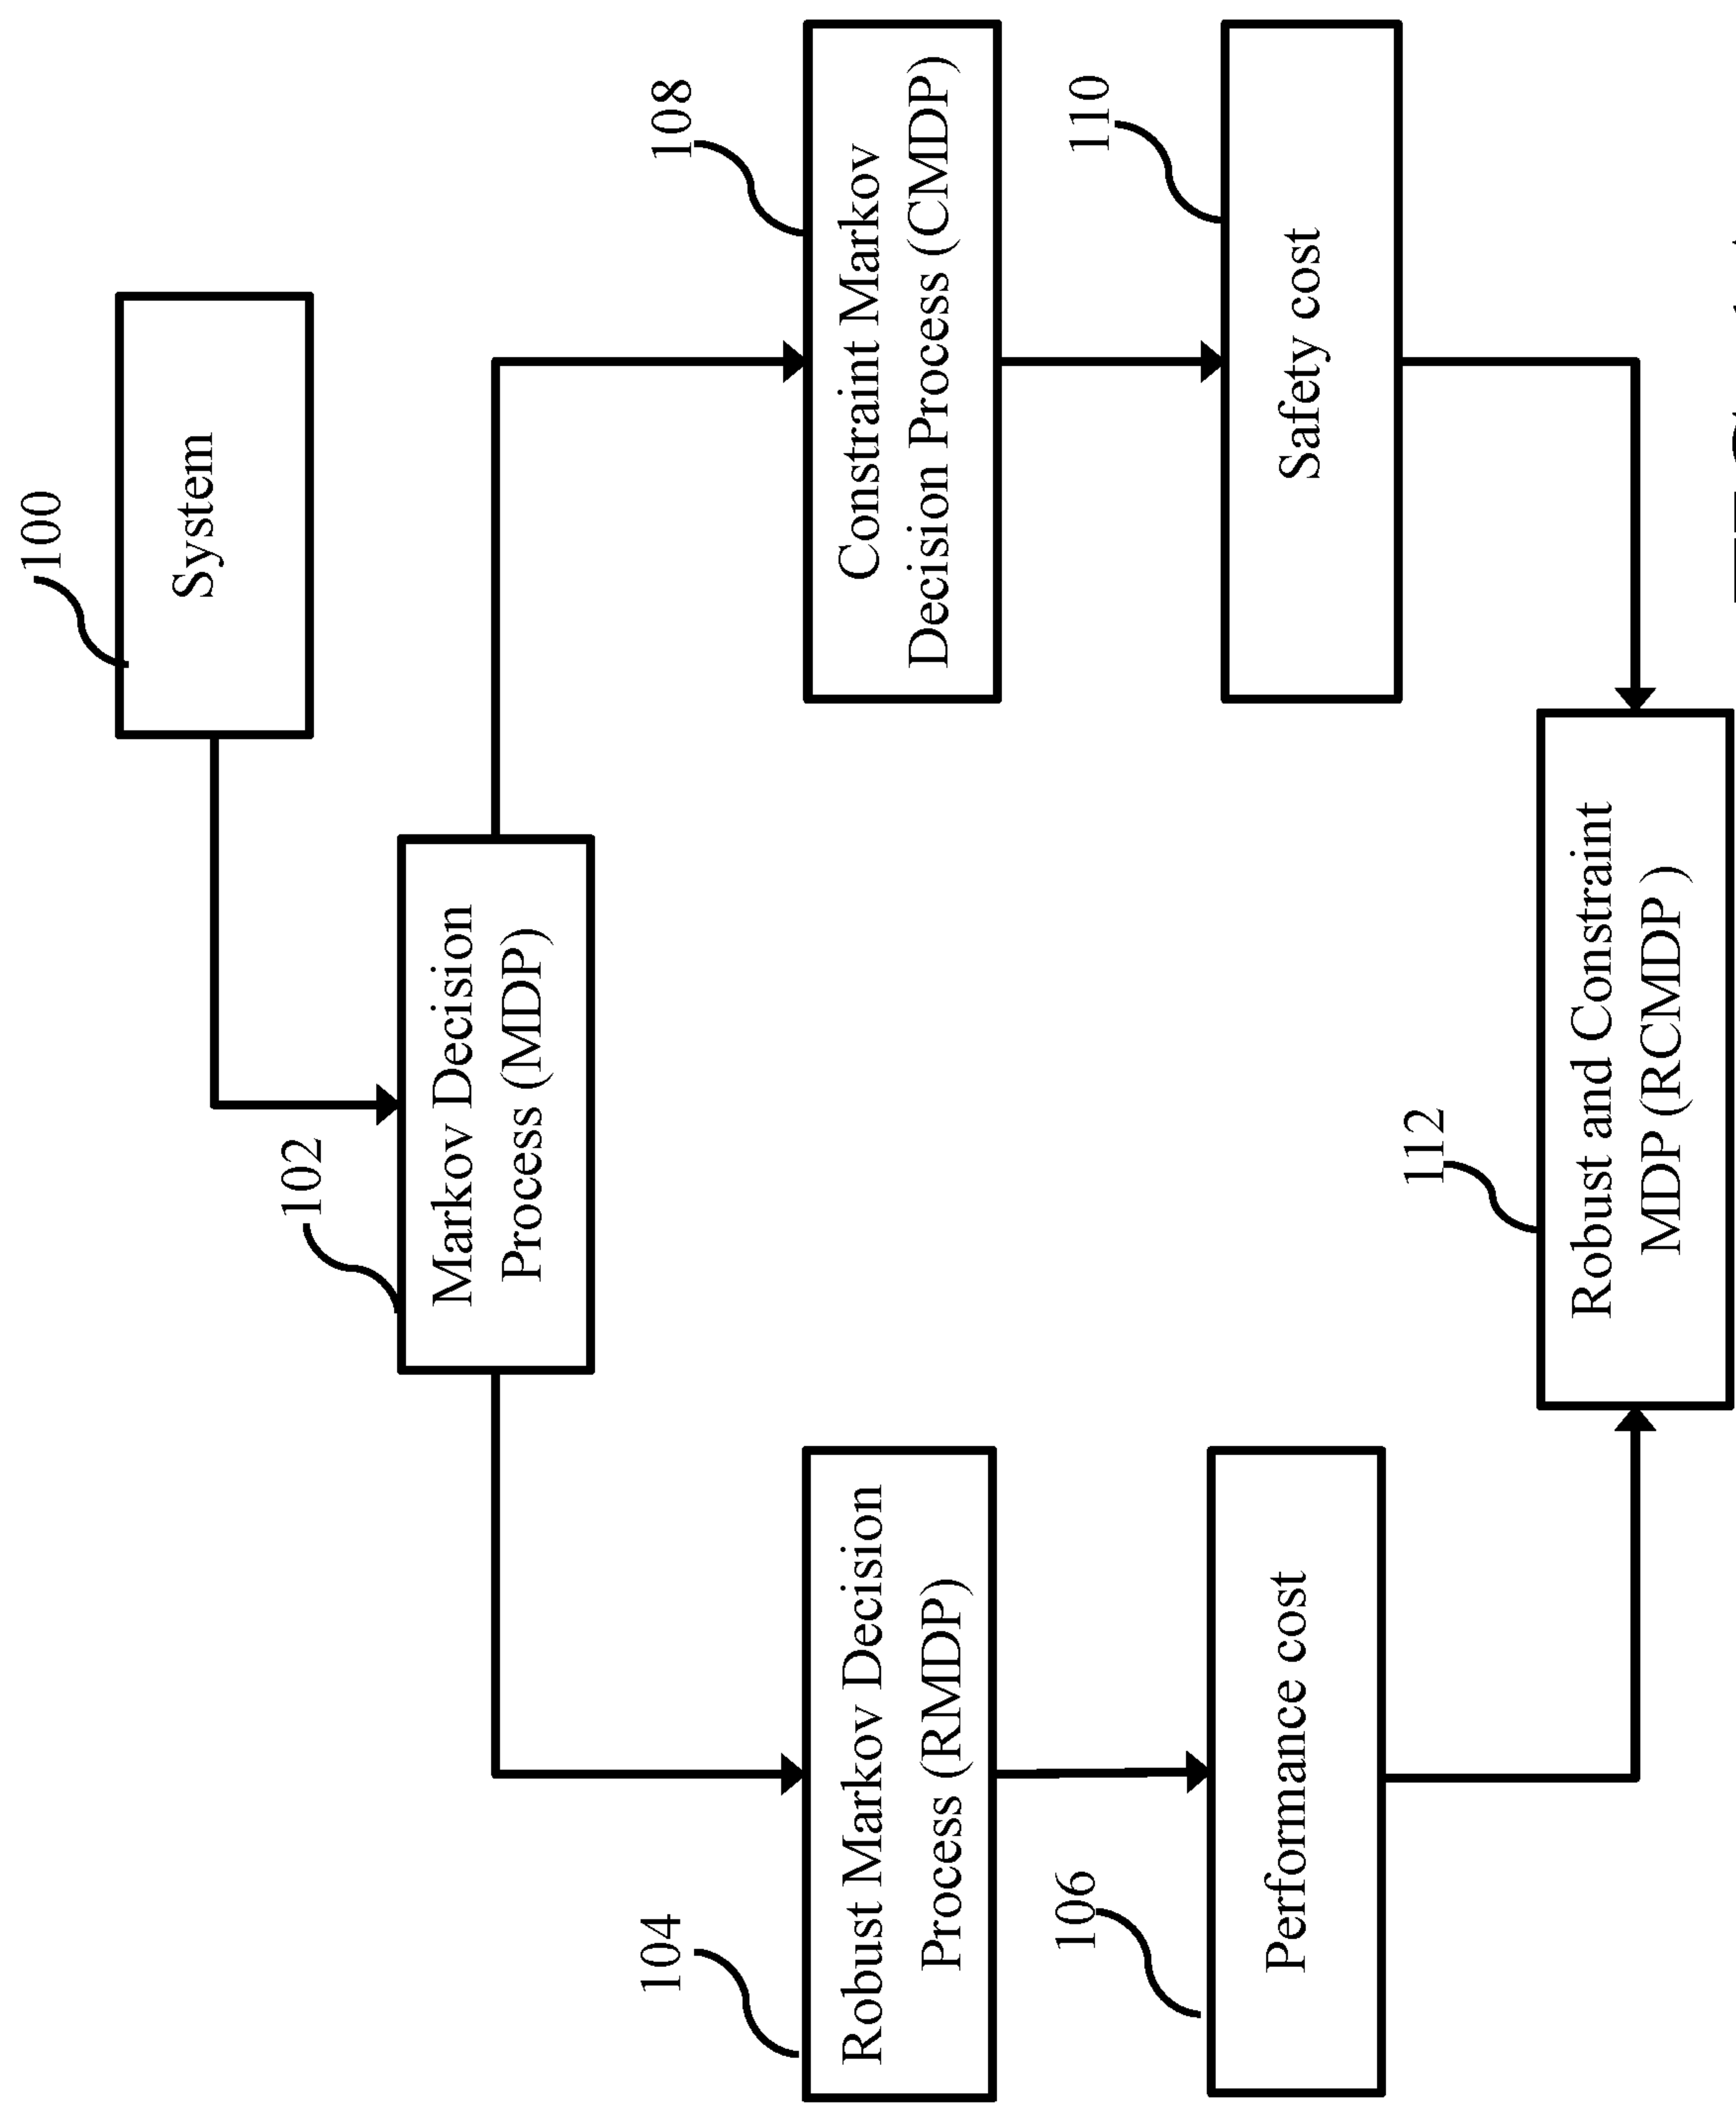 100
System
102
Markov Decision
Process (MDP)
104
Robust Markov Decision
Process (RMDP)
108
Constraint Markov
Decision Process (CMDP)
106
Performance cost
110
Safety cost
112
Robust and Constraint
MDP (RCMDP )